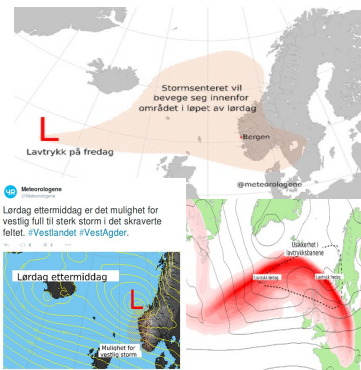 Stormsenteret vil
bevege seg innenfor
området i løpet av lørdag
L
Bergen
Lavtrykk på fredag
@meteorologene
YR
Meteorologene
@Meteorologene
Lørdag ettermiddag er det mulighet for
vestlig full til sterk storm i det skraverte
feltet. #Vestlandet #VestAgder.
Lørdag ettermiddag
L
Mulighet for
vestlig storm
Usikkerhet i
lavtrykksbanene